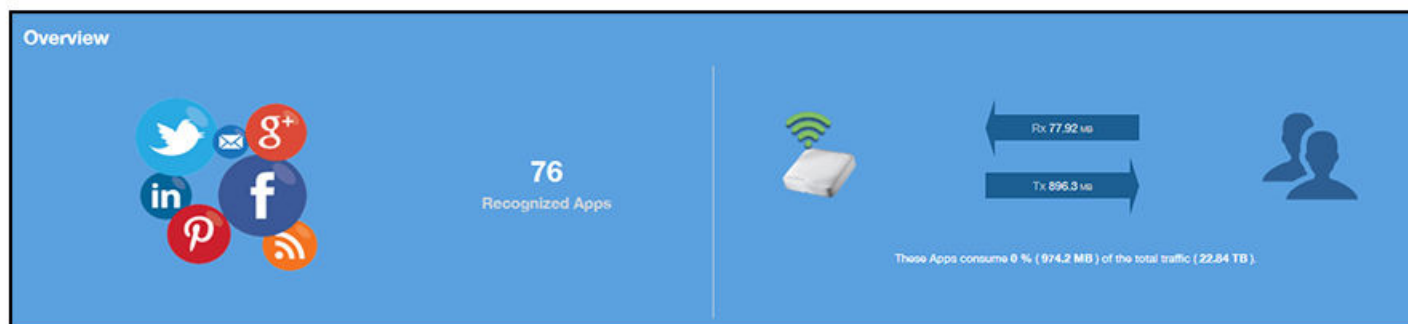 Overview
in
g+
f
76
Recognized Apps
Rx 77.92 MB
Tx 896.3 MB
These Apps consume 0 % ( 974.2 MB ) of the total traffic ( 22.84 TB ).